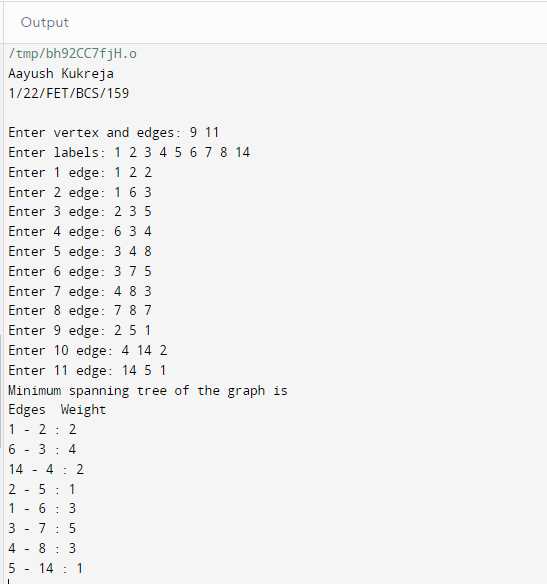 Output
/tmp/bh92CC7fjH.o
Aayush Kukreja
1/22/FET/BCS/159
Enter vertex and edges: 9 11
Enter labels: 1 2 3 4 5 6 7 8 14
Enter 1 edge: 1 2 2
Enter 2 edge: 1 6 3
Enter 3 edge: 2 3 5
Enter 4 edge: 6 3 4
Enter 5 edge: 3 4 8
Enter 6 edge: 3 7 5
Enter 7 edge: 4 8 3
Enter 8 edge: 7 8 7
Enter 9 edge: 2 5 1
Enter 10 edge: 4 14 2
Enter 11 edge: 14 5 1
Minimum spanning tree of the graph is
Edges  Weight
1 - 2 : 2
6 - 3 : 4
14 - 4 : 2
2 - 5 : 1
1 - 6 : 3
3 - 7 : 5
4 - 8 : 3
5 - 14 : 1